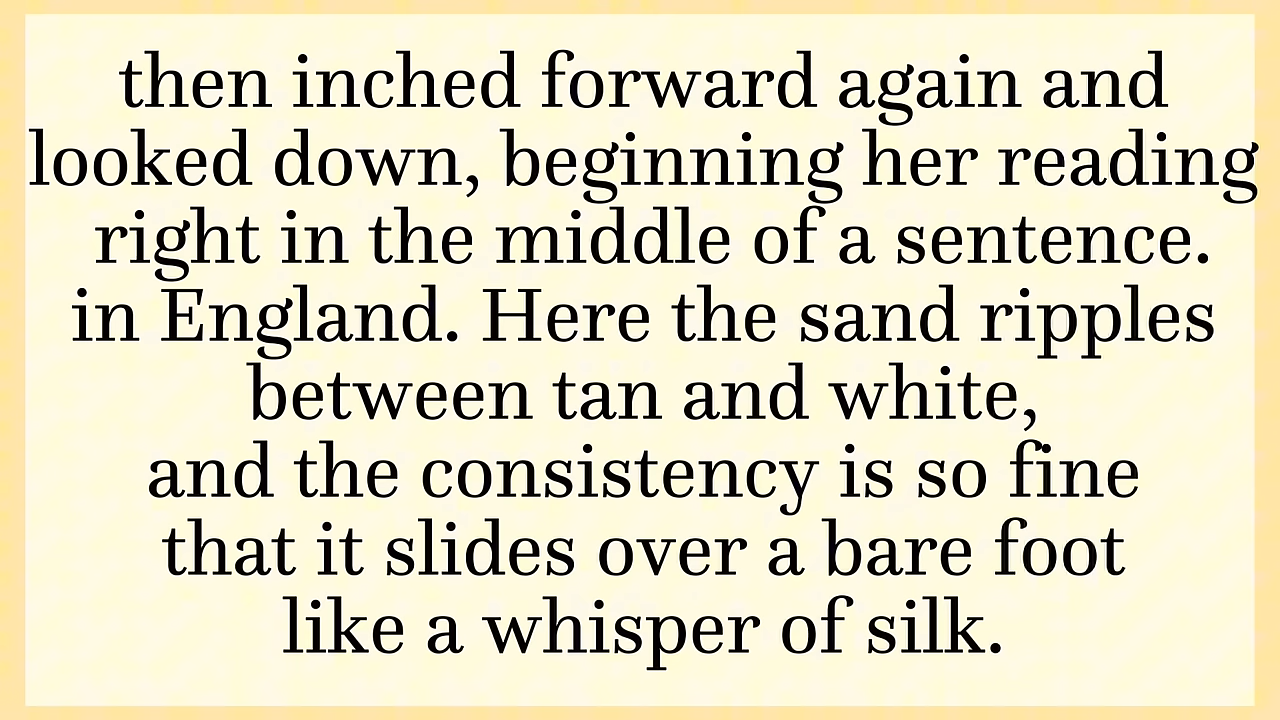 then inched forward again and
looked down, beginning her reading
right in the middle of a sentence.
in England. Here the sand ripples
between tan and white,
and the consistency is so fine
that it slides over a bare foot
like a whisper of silk.